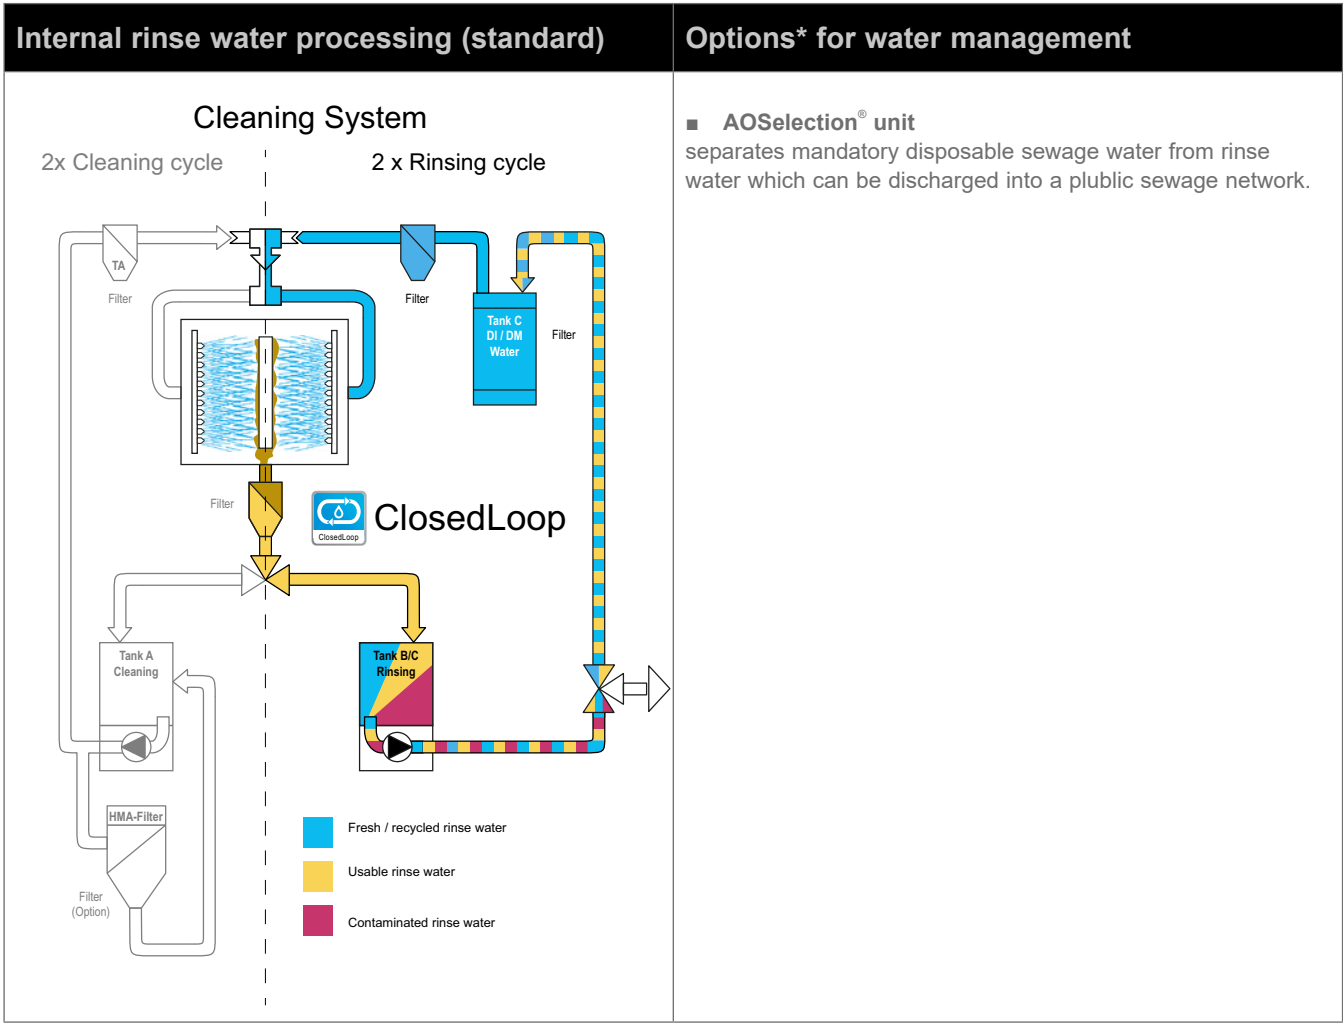 Internal rinse water processing (standard)
Options* for water management
Cleaning System
2x Cleaning cycle
2 x Rinsing cycle
TA
Filter
Filter
Tank C
DI / DM
Water
Filter
Filter
ClosedLoop
ClosedLoop
Tank A
Cleaning
Tank B/C
Rinsing
HMA-Filter
Filter
(Option)
Fresh / recycled rinse water
Usable rinse water
Contaminated rinse water
■ AOSelection® unit
separates mandatory disposable sewage water from rinse
water which can be discharged into a plublic sewage network.